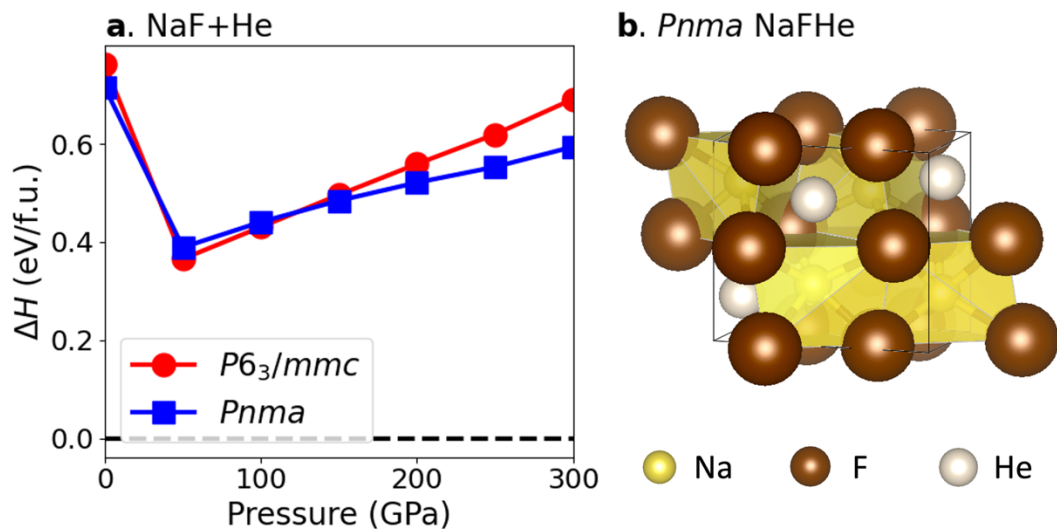 a. NaF+He
ΔH (eV/f.u.)
0.6
0.4
0.2
0.0
P6₃/mmc
Pnma
0
100
200
300
Pressure (GPa)
b. Pnma NaFHe
Na
F
He